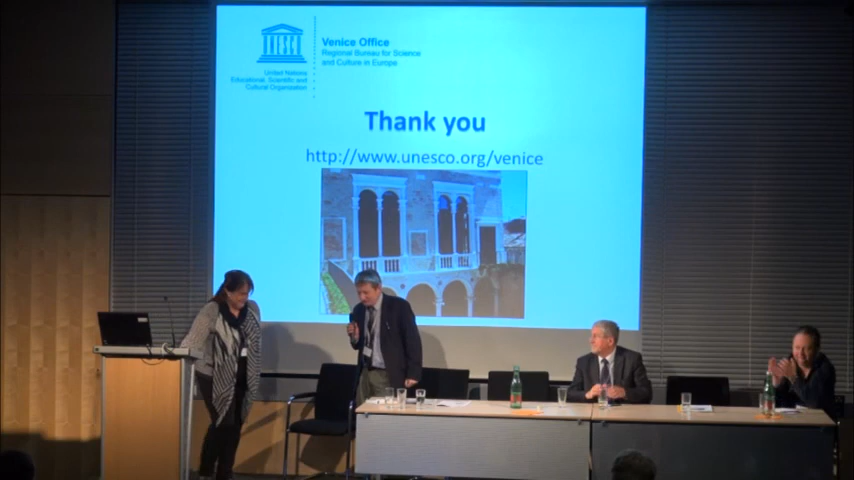 UNESCO
United Nations
Educational, Scientific and
Cultural Organization
Venice Office
Regional Bureau for Science
and Culture in Europe
Thank you
http://www.unesco.org/venice